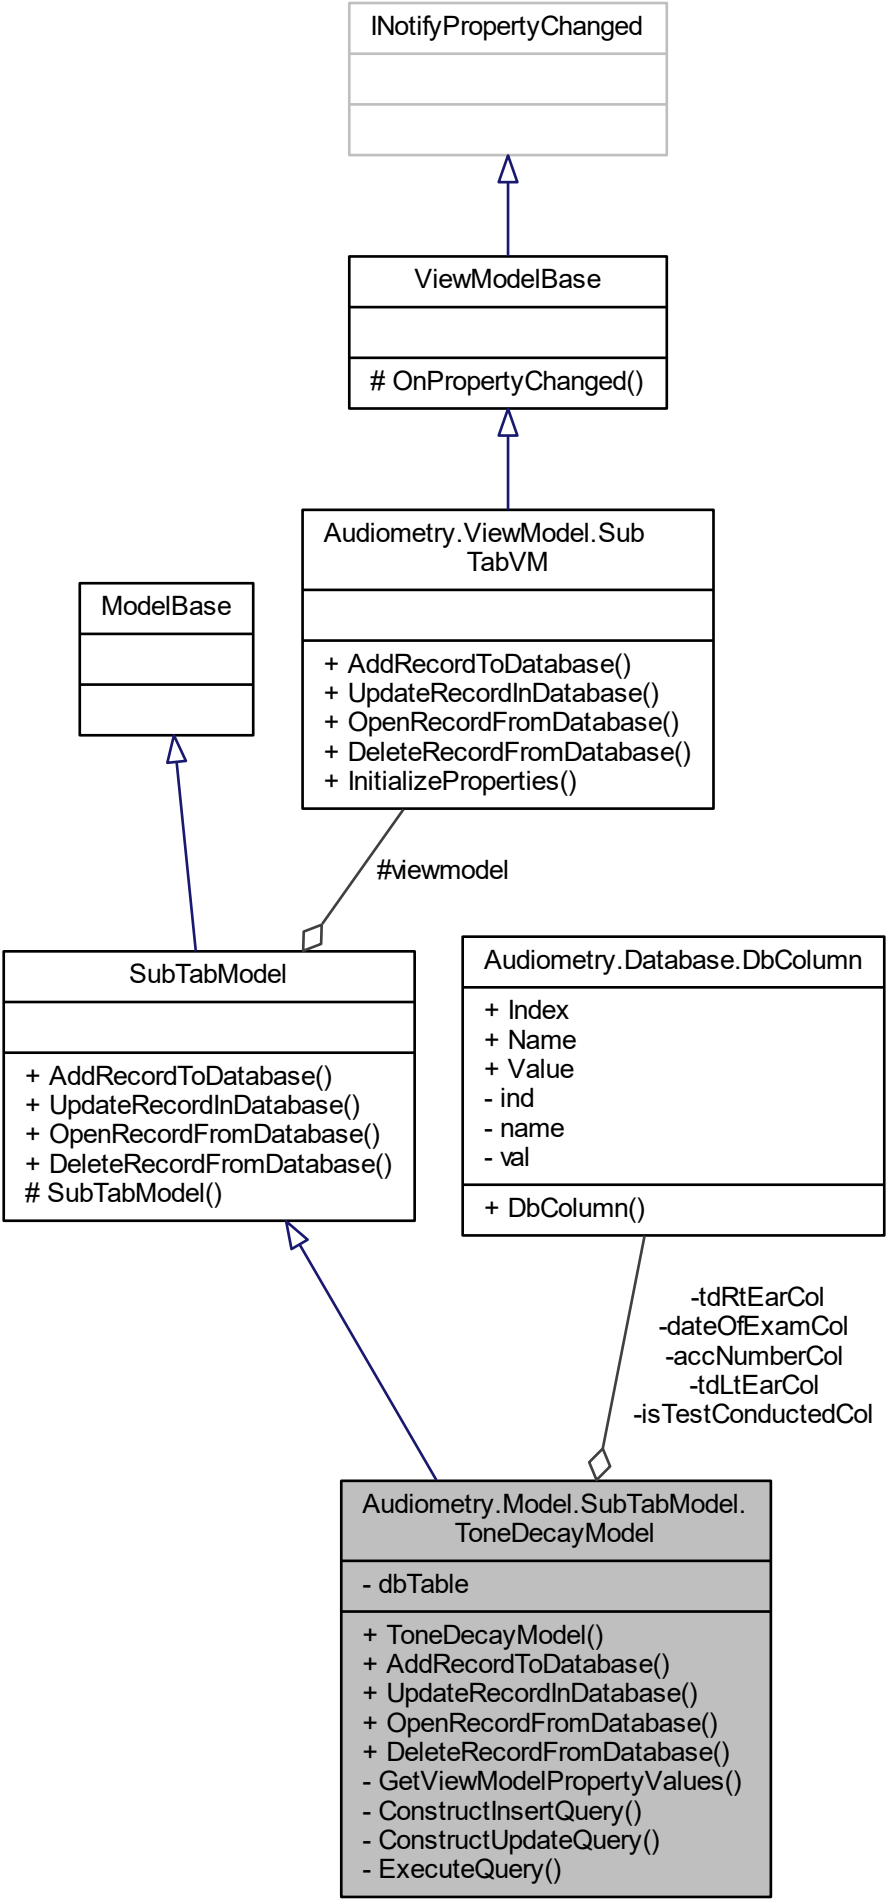 INotifyPropertyChanged
ViewModelBase
# OnPropertyChanged()
Audiometry.ViewModel.Sub
TabVM
+ AddRecordToDatabase()
+ UpdateRecordInDatabase()
+ OpenRecordFromDatabase()
+ DeleteRecordFromDatabase()
+ InitializeProperties()
ModelBase
#viewmodel
SubTabModel
+ AddRecordToDatabase()
+ UpdateRecordInDatabase()
+ OpenRecordFromDatabase()
+ DeleteRecordFromDatabase()
# SubTabModel()
Audiometry.Database.DbColumn
+ Index
+ Name
+ Value
- ind
- name
- val
+ DbColumn()
-tdRtEarCol
-dateOfExamCol
-accNumberCol
-tdLtEarCol
-isTestConductedCol
Audiometry.Model.SubTabModel.
ToneDecayModel
- dbTable
+ ToneDecayModel()
+ AddRecordToDatabase()
+ UpdateRecordInDatabase()
+ OpenRecordFromDatabase()
+ DeleteRecordFromDatabase()
- GetViewModelPropertyValues()
- ConstructInsertQuery()
- ConstructUpdateQuery()
- ExecuteQuery()